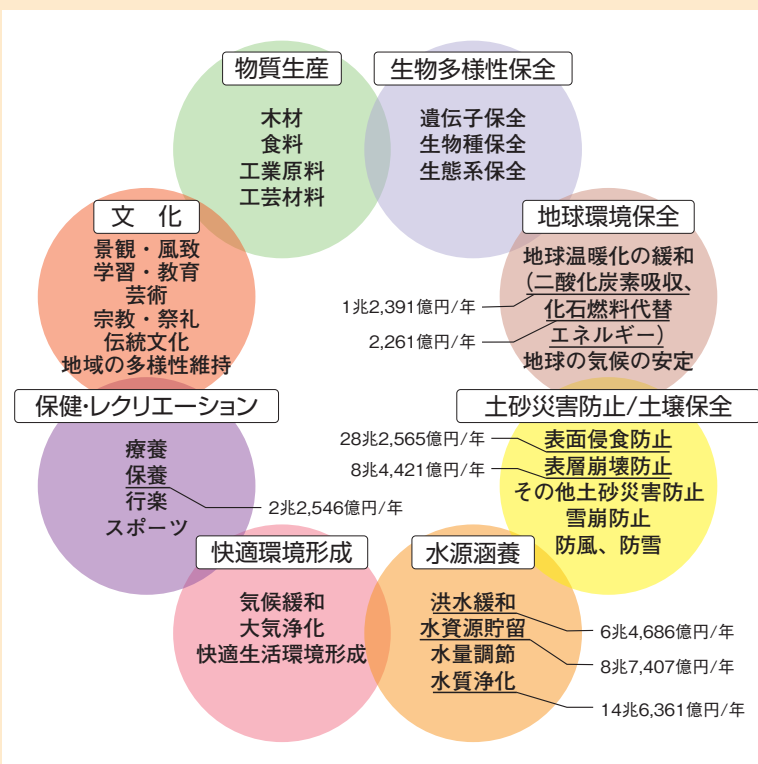 物質生産
木材
食料
工業原料
工芸材料
生物多様性保全
遺伝子保全
生物種保全
生態系保全
文　化
景観・風致
学習・教育
芸術
宗教・祭礼
伝統文化
地域の多様性維持
地球環境保全
地球温暖化の緩和
(二酸化炭素吸収、
化石燃料代替
エネルギー)
地球の気候の安定
1兆2,391億円/年
2,261億円/年
保健・レクリエーション
療養
保養
行楽
スポーツ
2兆2,546億円/年
土砂災害防止/土壌保全
表面侵食防止
表層崩壊防止
その他土砂災害防止
雪崩防止
防風、防雪
28兆2,565億円/年
8兆4,421億円/年
快適環境形成
気候緩和
大気浄化
快適生活環境形成
水源涵養
洪水緩和
水資源貯留
水量調節
水質浄化
6兆4,686億円/年
8兆7,407億円/年
14兆6,361億円/年